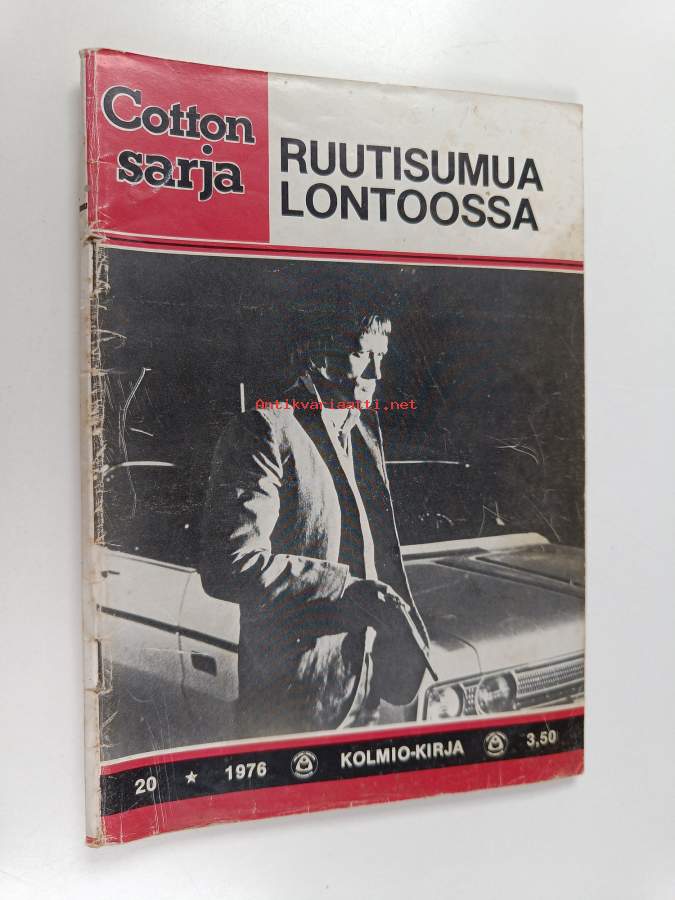 Cotton
sarja
RUUTISUMUA
LONTOOSSA
Antikvariaatti.net
20 ★ 1976 KOLMIO-KIRJA 3,50